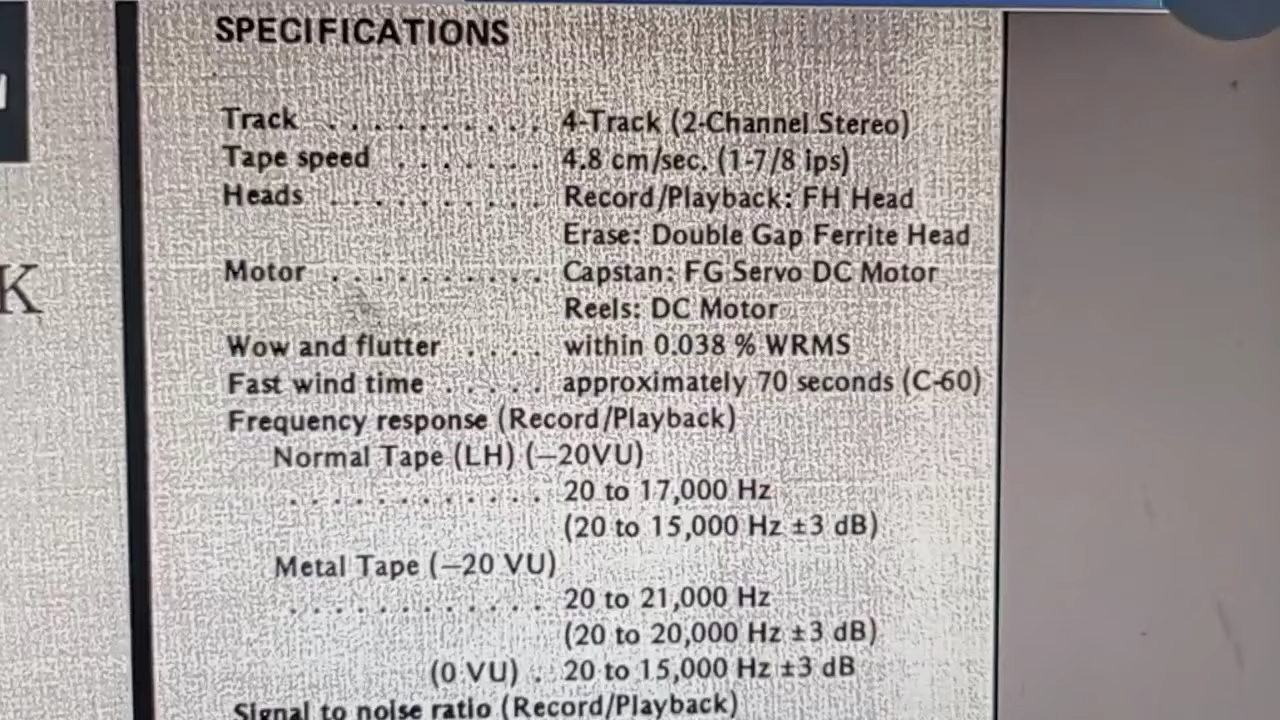 SPECIFICATIONS
Track . . . . . . . . . . 4-Track (2-Channel Stereo)
Tape speed . . . . . . . 4.8 cm/sec. (1-7/8 ips)
Heads . . . . . . . . . . Record/Playback: FH Head
Erase: Double Gap Ferrite Head
Motor . . . . . . . . . . Capstan: FG Servo DC Motor
Reels: DC Motor
Wow and flutter . . . . within 0.038 % WRMS
Fast wind time . . . . . approximately 70 seconds (C-60)
Frequency response (Record/Playback)
Normal Tape (LH) (−20VU)
. . . . . . . . . . . . 20 to 17,000 Hz
(20 to 15,000 Hz ±3 dB)
Metal Tape (−20 VU)
. . . . . . . . . . . . 20 to 21,000 Hz
(20 to 20,000 Hz ±3 dB)
(0 VU) . 20 to 15,000 Hz ±3 dB
Signal to noise ratio (Record/Playback)
K